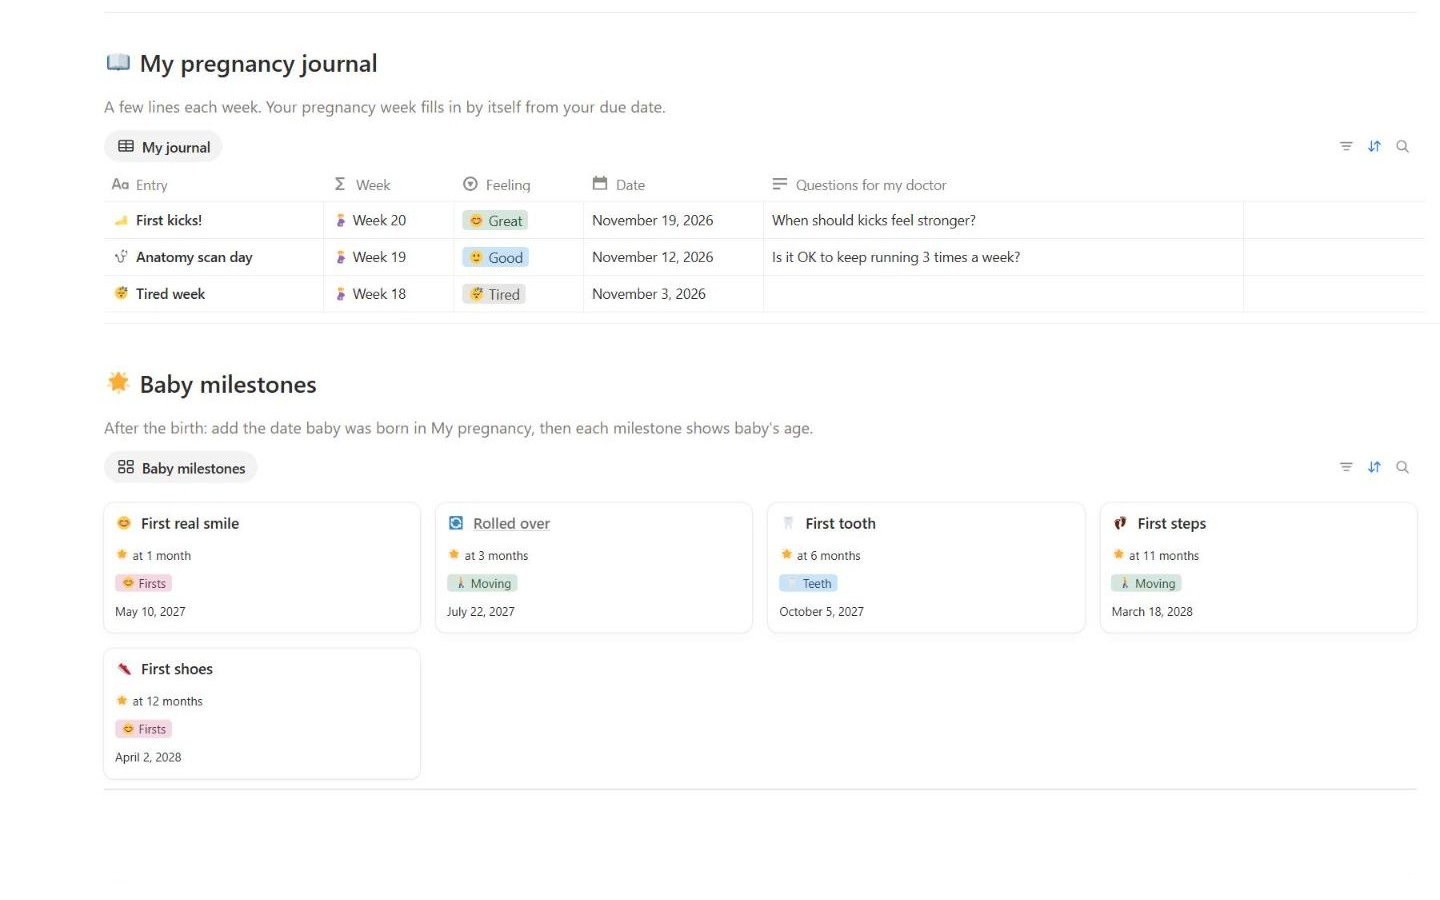 My pregnancy journal
A few lines each week. Your pregnancy week fills in by itself from your due date.
My journal
Aa Entry
Week
Feeling
Date
Questions for my doctor
First kicks!
Week 20
Great
November 19, 2026
When should kicks feel stronger?
Anatomy scan day
Week 19
Good
November 12, 2026
Is it OK to keep running 3 times a week?
Tired week
Week 18
Tired
November 3, 2026
Baby milestones
After the birth: add the date baby was born in My pregnancy, then each milestone shows baby's age.
Baby milestones
First real smile
at 1 month
Firsts
May 10, 2027
Rolled over
at 3 months
Moving
July 22, 2027
First tooth
at 6 months
Teeth
October 5, 2027
First steps
at 11 months
Moving
March 18, 2028
First shoes
at 12 months
Firsts
April 2, 2028